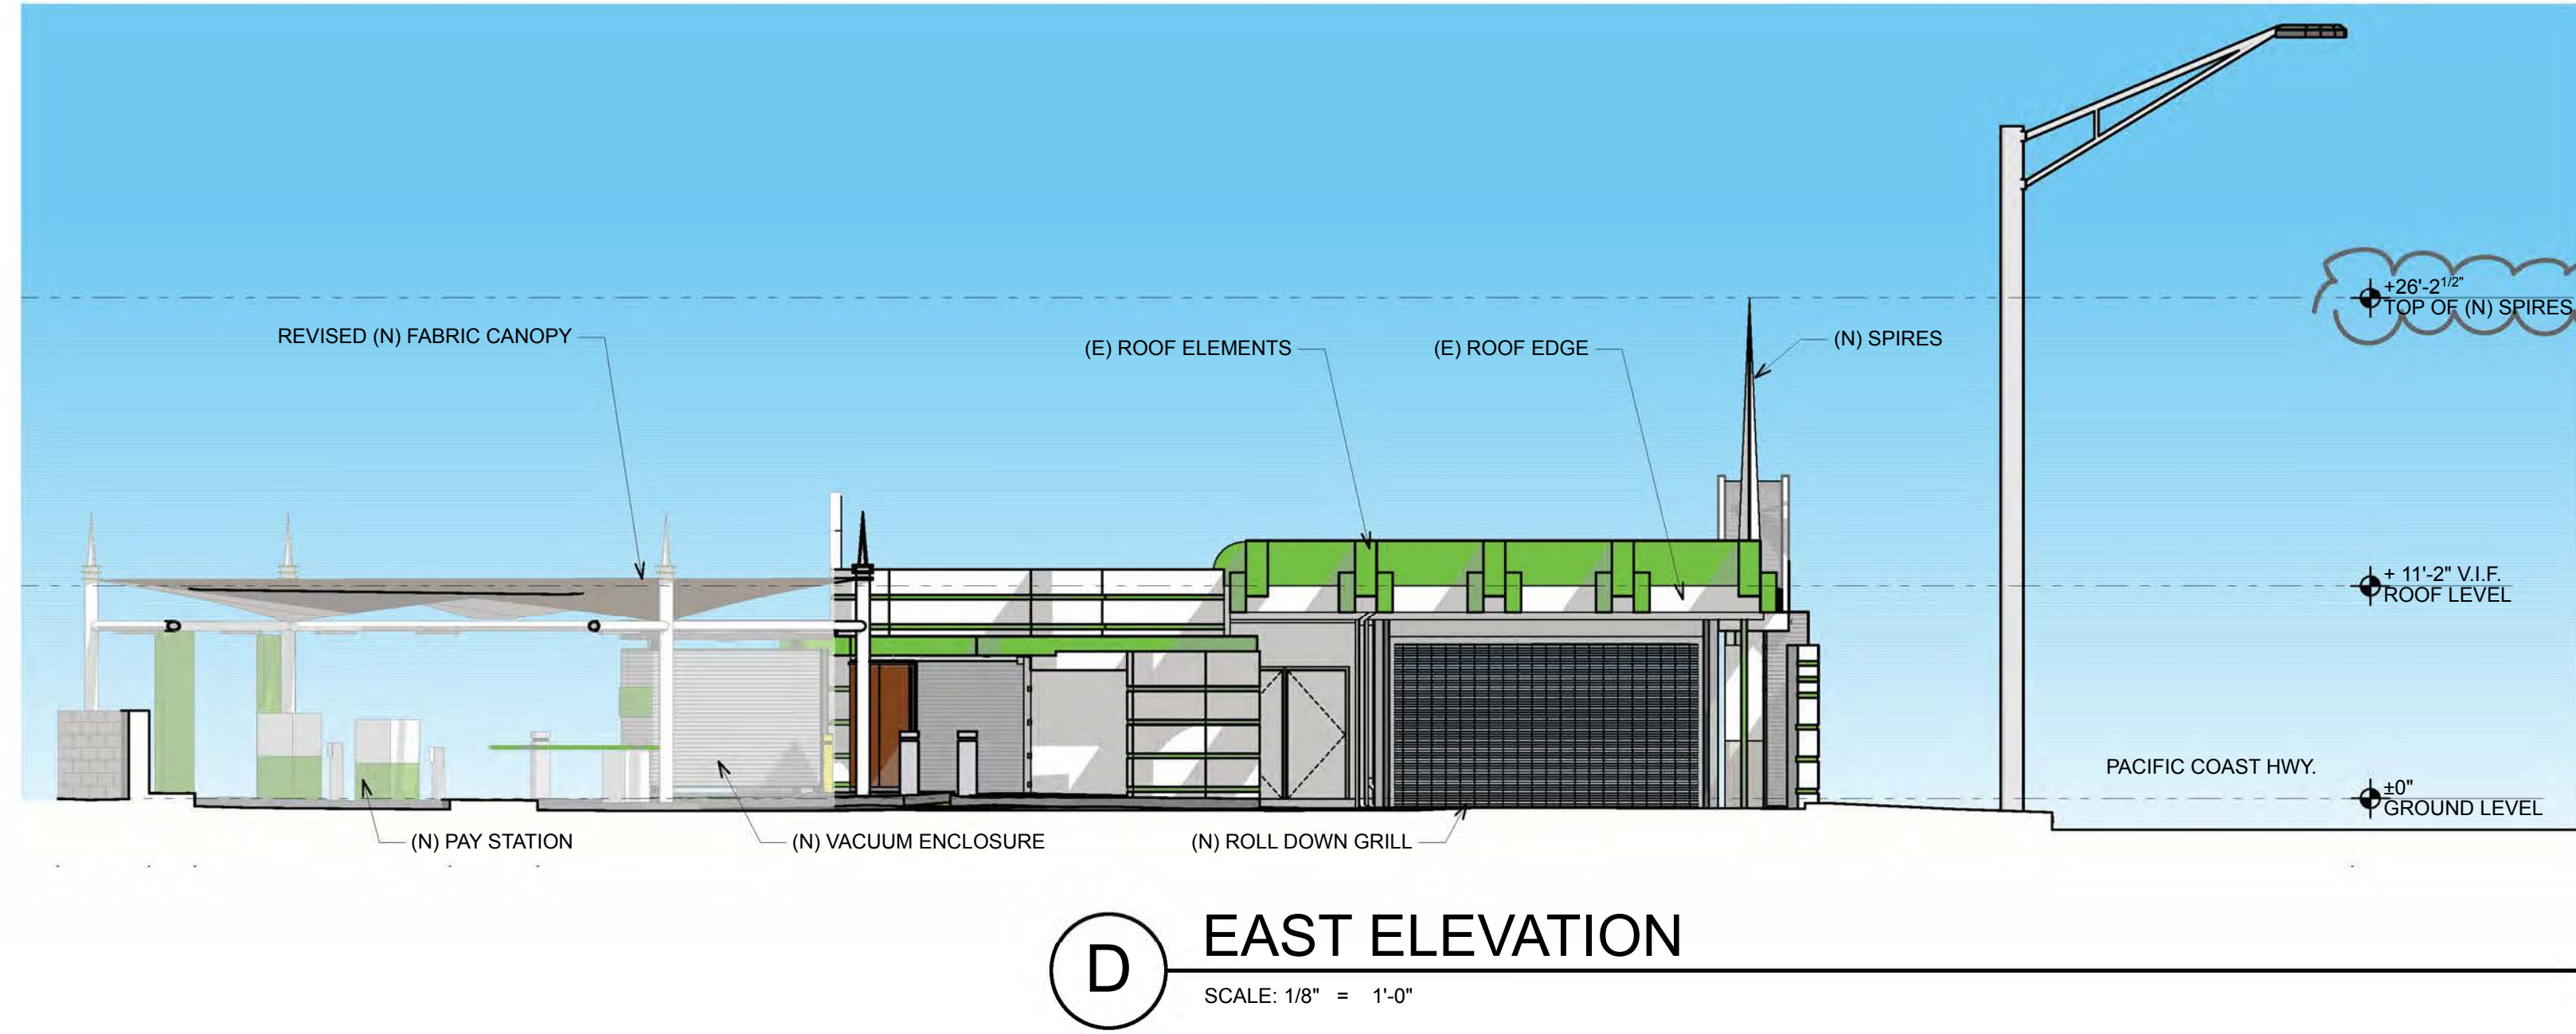 +26'-2 1/2"
TOP OF (N) SPIRES
REVISED (N) FABRIC CANOPY
(E) ROOF ELEMENTS
(E) ROOF EDGE
(N) SPIRES
+ 11'-2" V.I.F.
ROOF LEVEL
PACIFIC COAST HWY.
±0"
GROUND LEVEL
(N) PAY STATION
(N) VACUUM ENCLOSURE
(N) ROLL DOWN GRILL
D
EAST ELEVATION
SCALE: 1/8" = 1'-0"